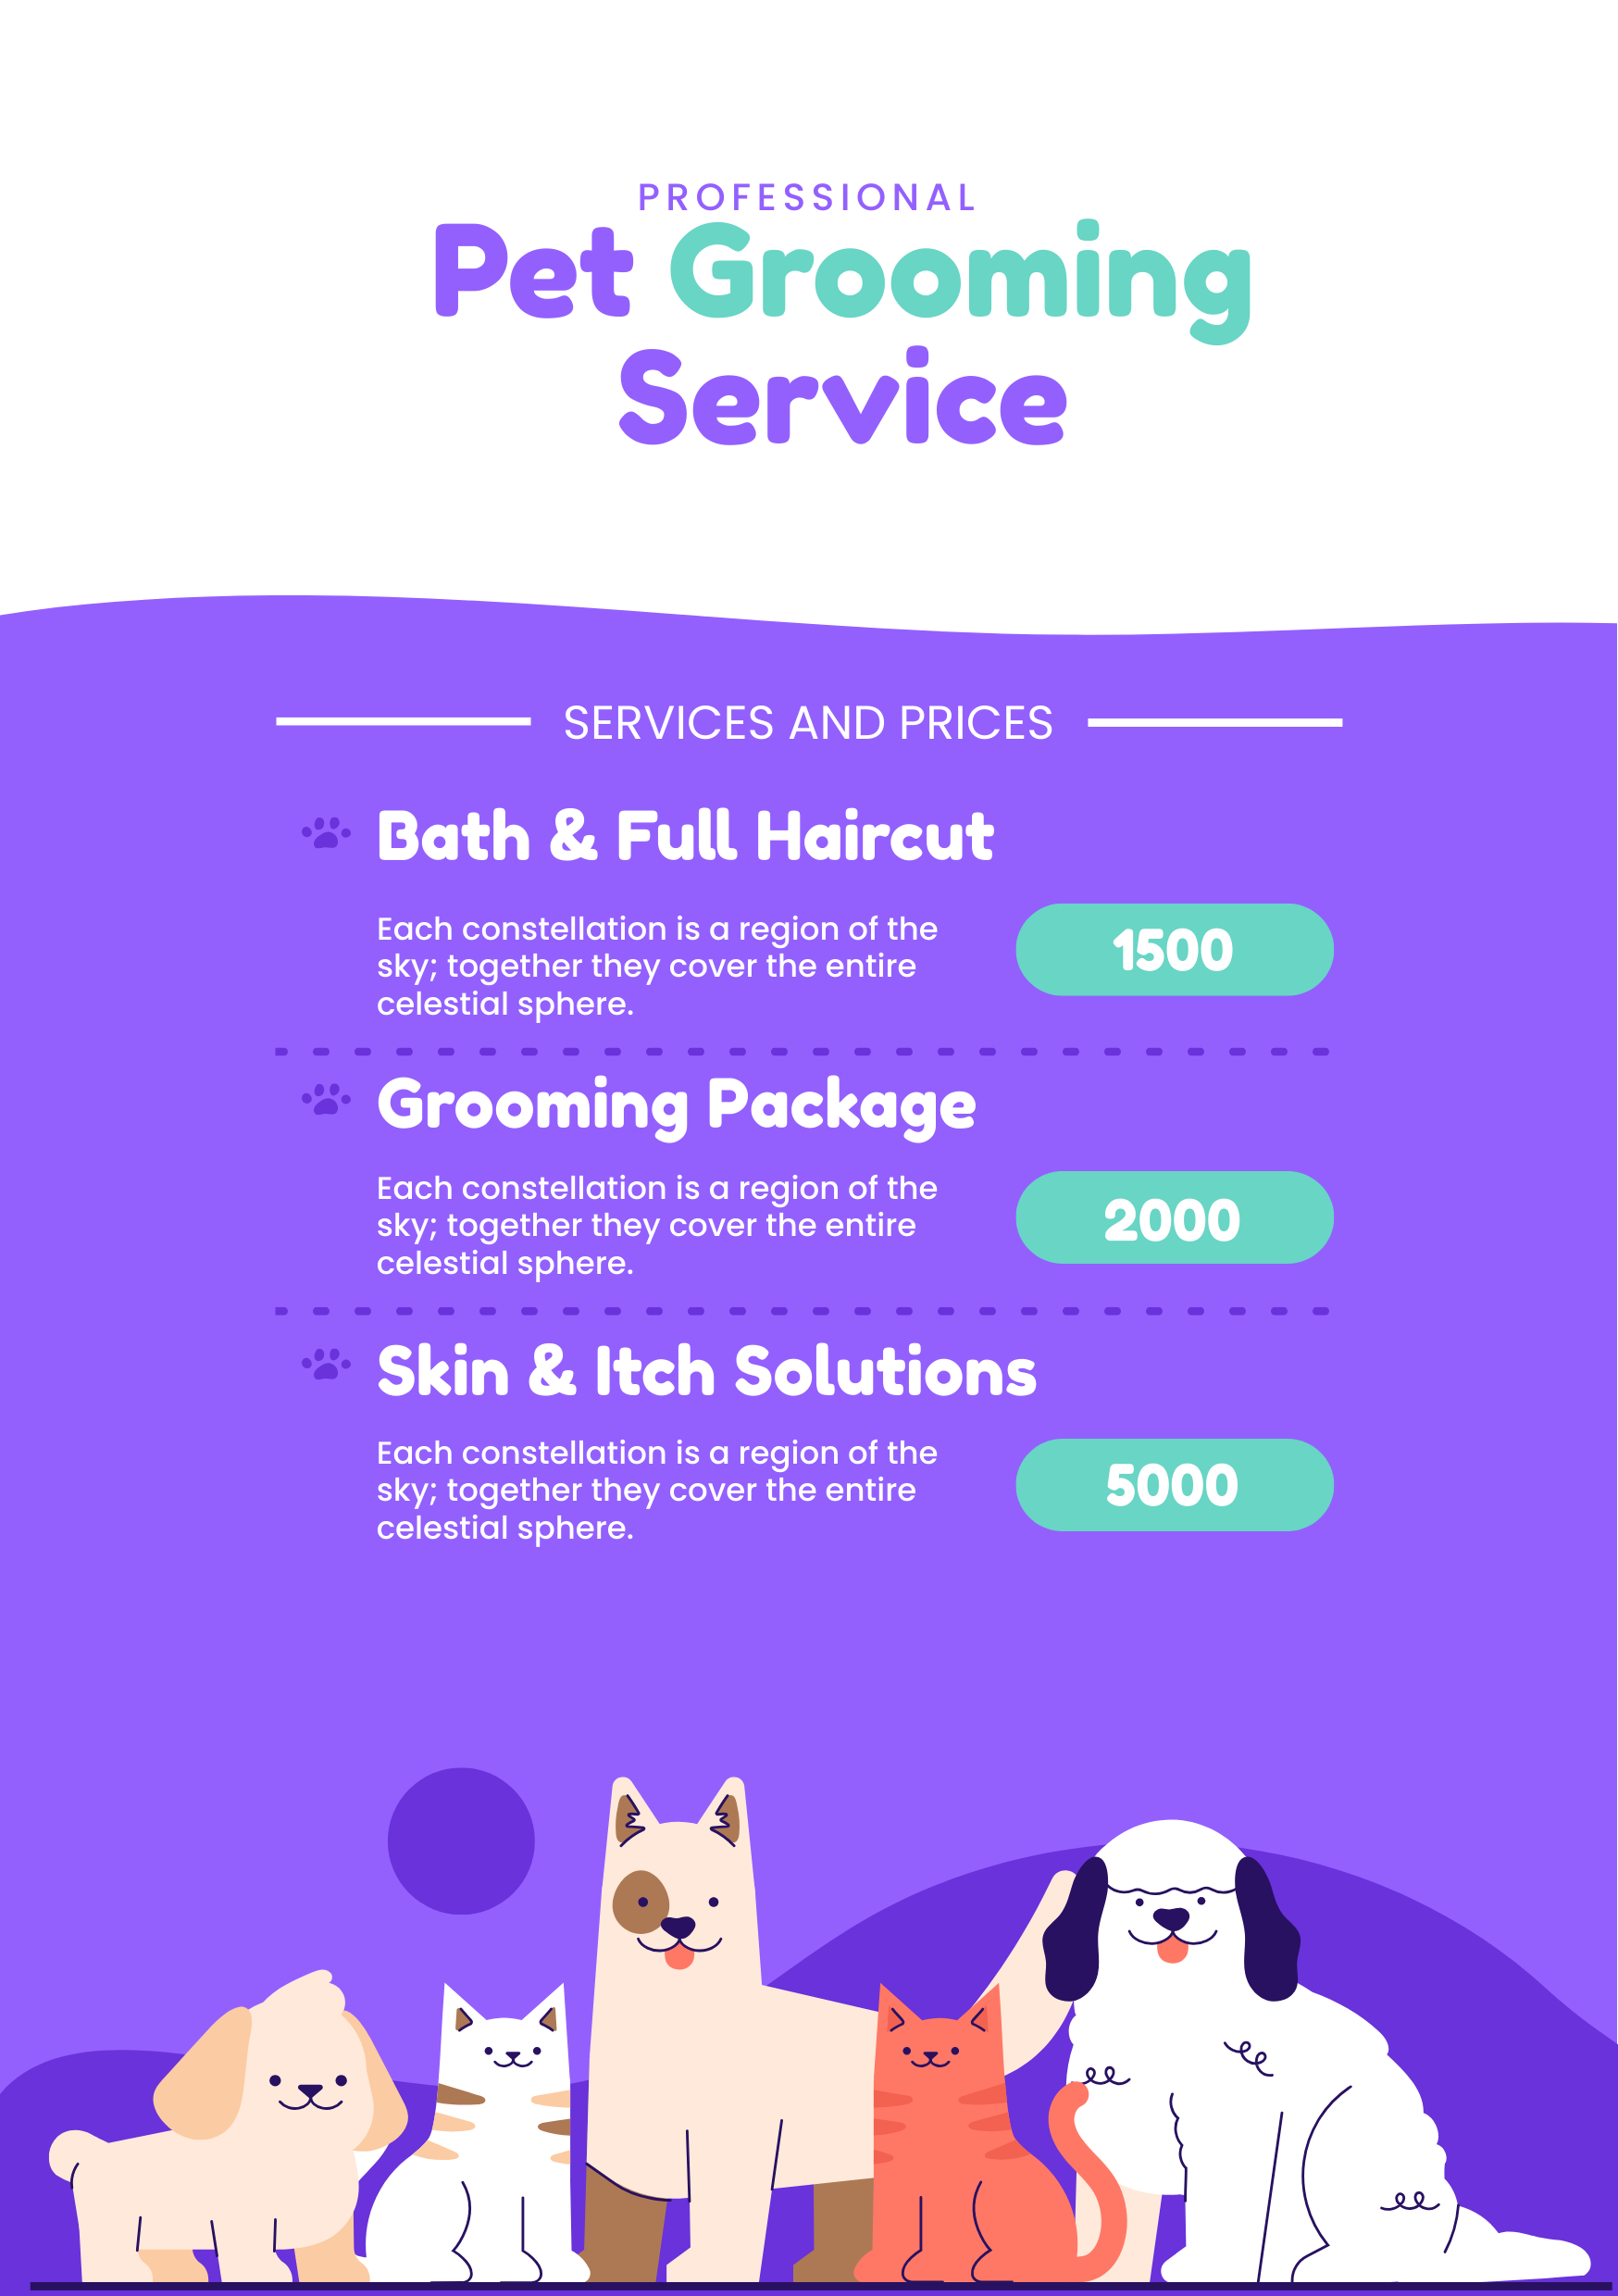 PROFESSIONAL
Pet Grooming
Service
SERVICES AND PRICES
Bath & Full Haircut
Each constellation is a region of the
sky; together they cover the entire
celestial sphere.
1500
Grooming Package
Each constellation is a region of the
sky; together they cover the entire
celestial sphere.
2000
Skin & Itch Solutions
Each constellation is a region of the
sky; together they cover the entire
celestial sphere.
5000